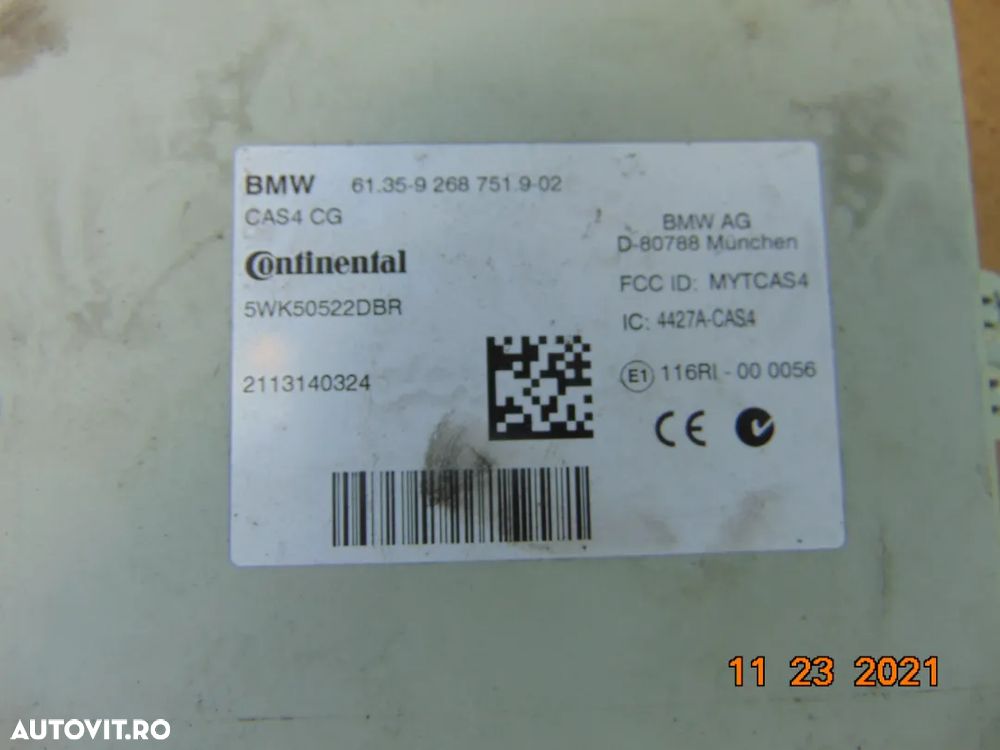 BMW 61.35-9 268 751.9-02
CAS4 CG
Continental
5WK50522DBR
2113140324
BMW AG
D-80788 München
FCC ID: MYTCAS4
IC: 4427A-CAS4
E1 116RI - 00 0056
CE
11 23 2021
AUTOVIT.RO